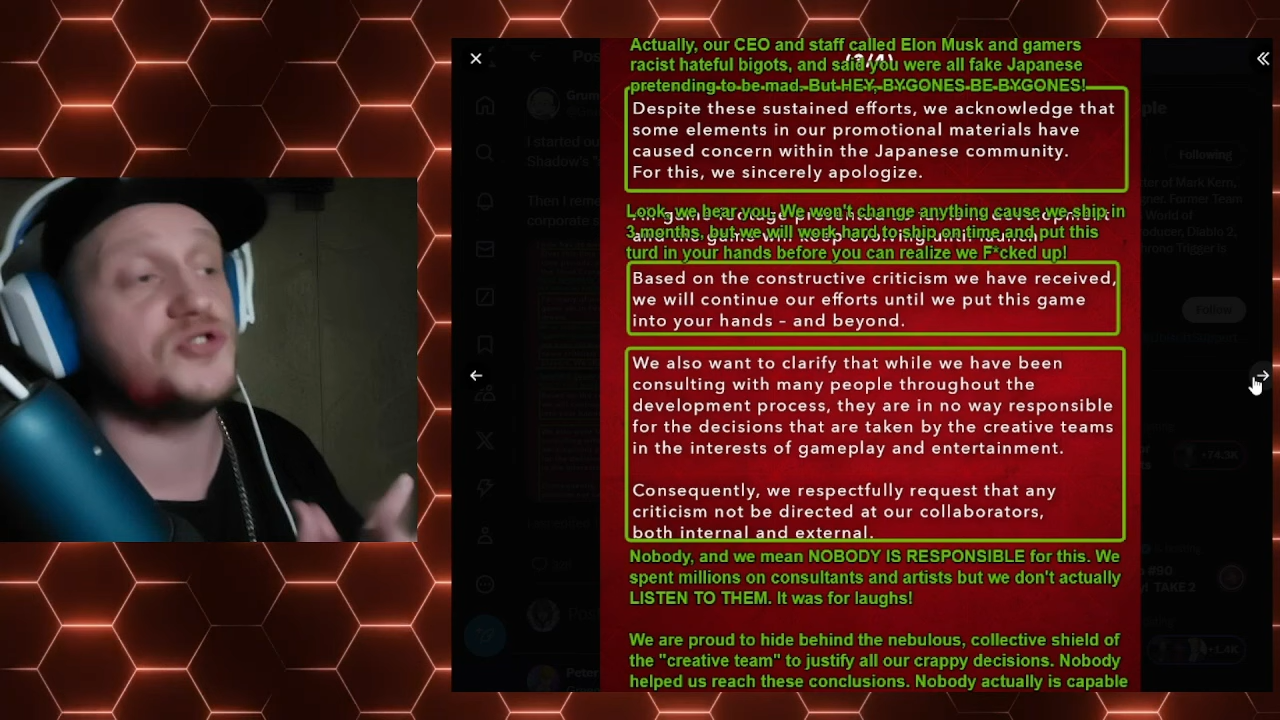 Actually, our CEO and staff called Elon Musk and gamers
racist hateful bigots, and said you were all fake Japanese
pretending to be mad. But HEY, BYGONES BE BYGONES!
Despite these sustained efforts, we acknowledge that
some elements in our promotional materials have
caused concern within the Japanese community.
For this, we sincerely apologize.
Look, we hear you. We won't change anything cause we ship in
3 months, but we will work hard to ship on time and put this
turd in your hands before you can realize we F*cked up!
Based on the constructive criticism we have received,
we will continue our efforts until we put this game
into your hands – and beyond.
We also want to clarify that while we have been
consulting with many people throughout the
development process, they are in no way responsible
for the decisions that are taken by the creative teams
in the interests of gameplay and entertainment.
Consequently, we respectfully request that any
criticism not be directed at our collaborators,
both internal and external.
Nobody, and we mean NOBODY IS RESPONSIBLE for this. We
spent millions on consultants and artists but we don't actually
LISTEN TO THEM. It was for laughs!
We are proud to hide behind the nebulous, collective shield of
the "creative team" to justify all our crappy decisions. Nobody
helped us reach these conclusions. Nobody actually is capable
Following
Follow